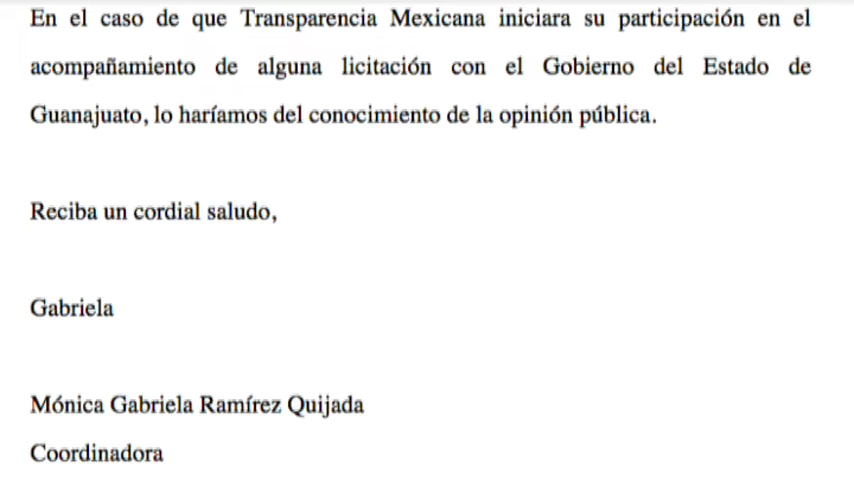 En el caso de que Transparencia Mexicana iniciara su participación en el
acompañamiento de alguna licitación con el Gobierno del Estado de
Guanajuato, lo haríamos del conocimiento de la opinión pública.
Reciba un cordial saludo,
Gabriela
Mónica Gabriela Ramírez Quijada
Coordinadora